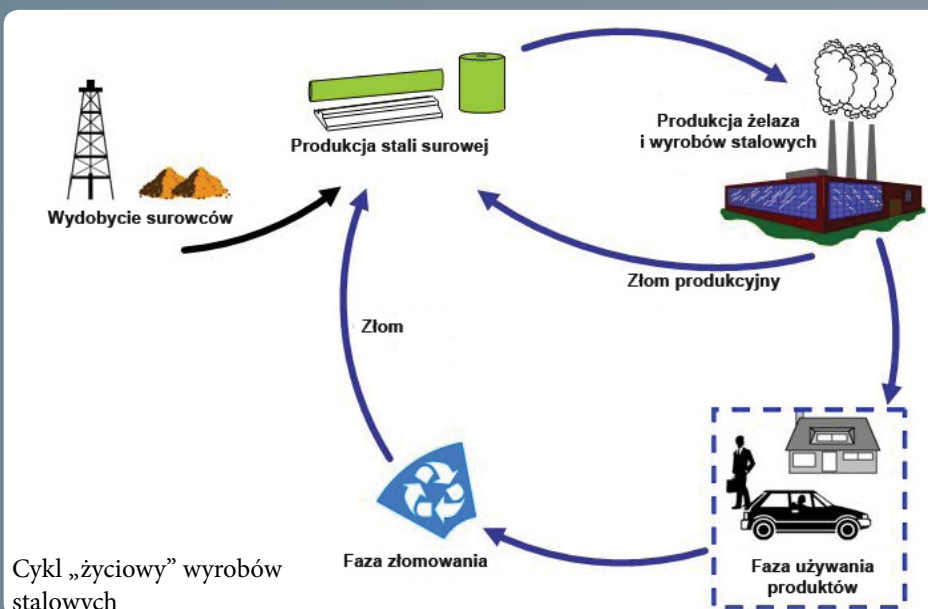 Produkcja stali surowej
Produkcja żelaza
i wyrobów stalowych
Wydobycie surowców
Złom produkcyjny
Złom
Faza złomowania
Faza używania
produktów
Cykl „życiowy” wyrobów
stalowych